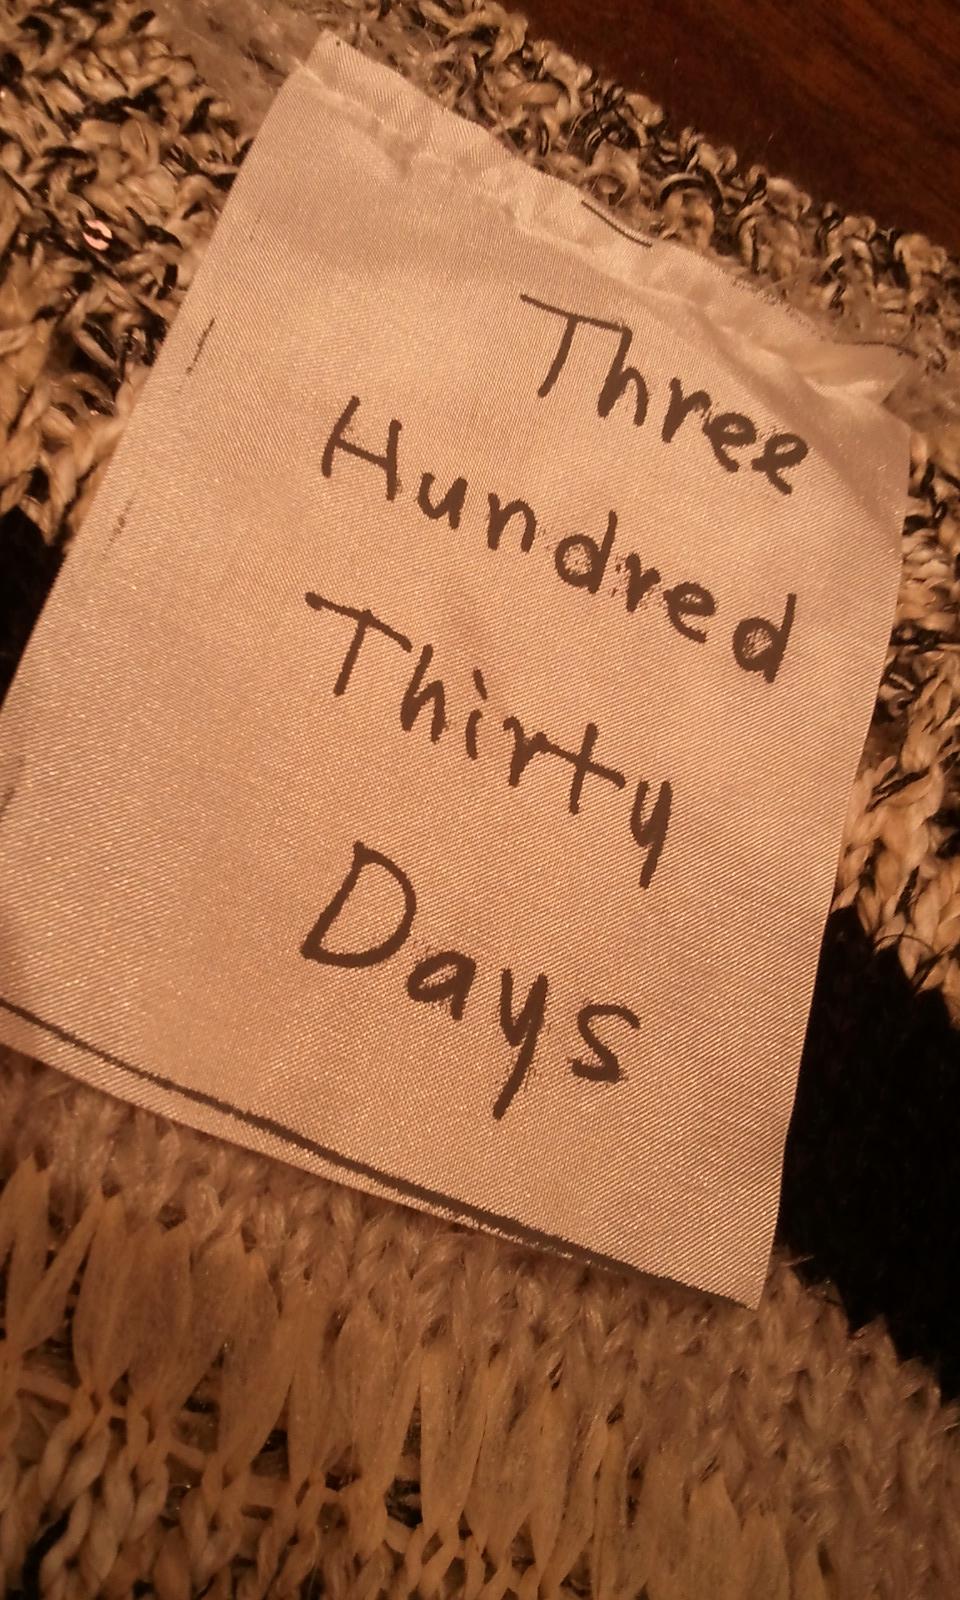 Three
Hundred
Thirty
Days